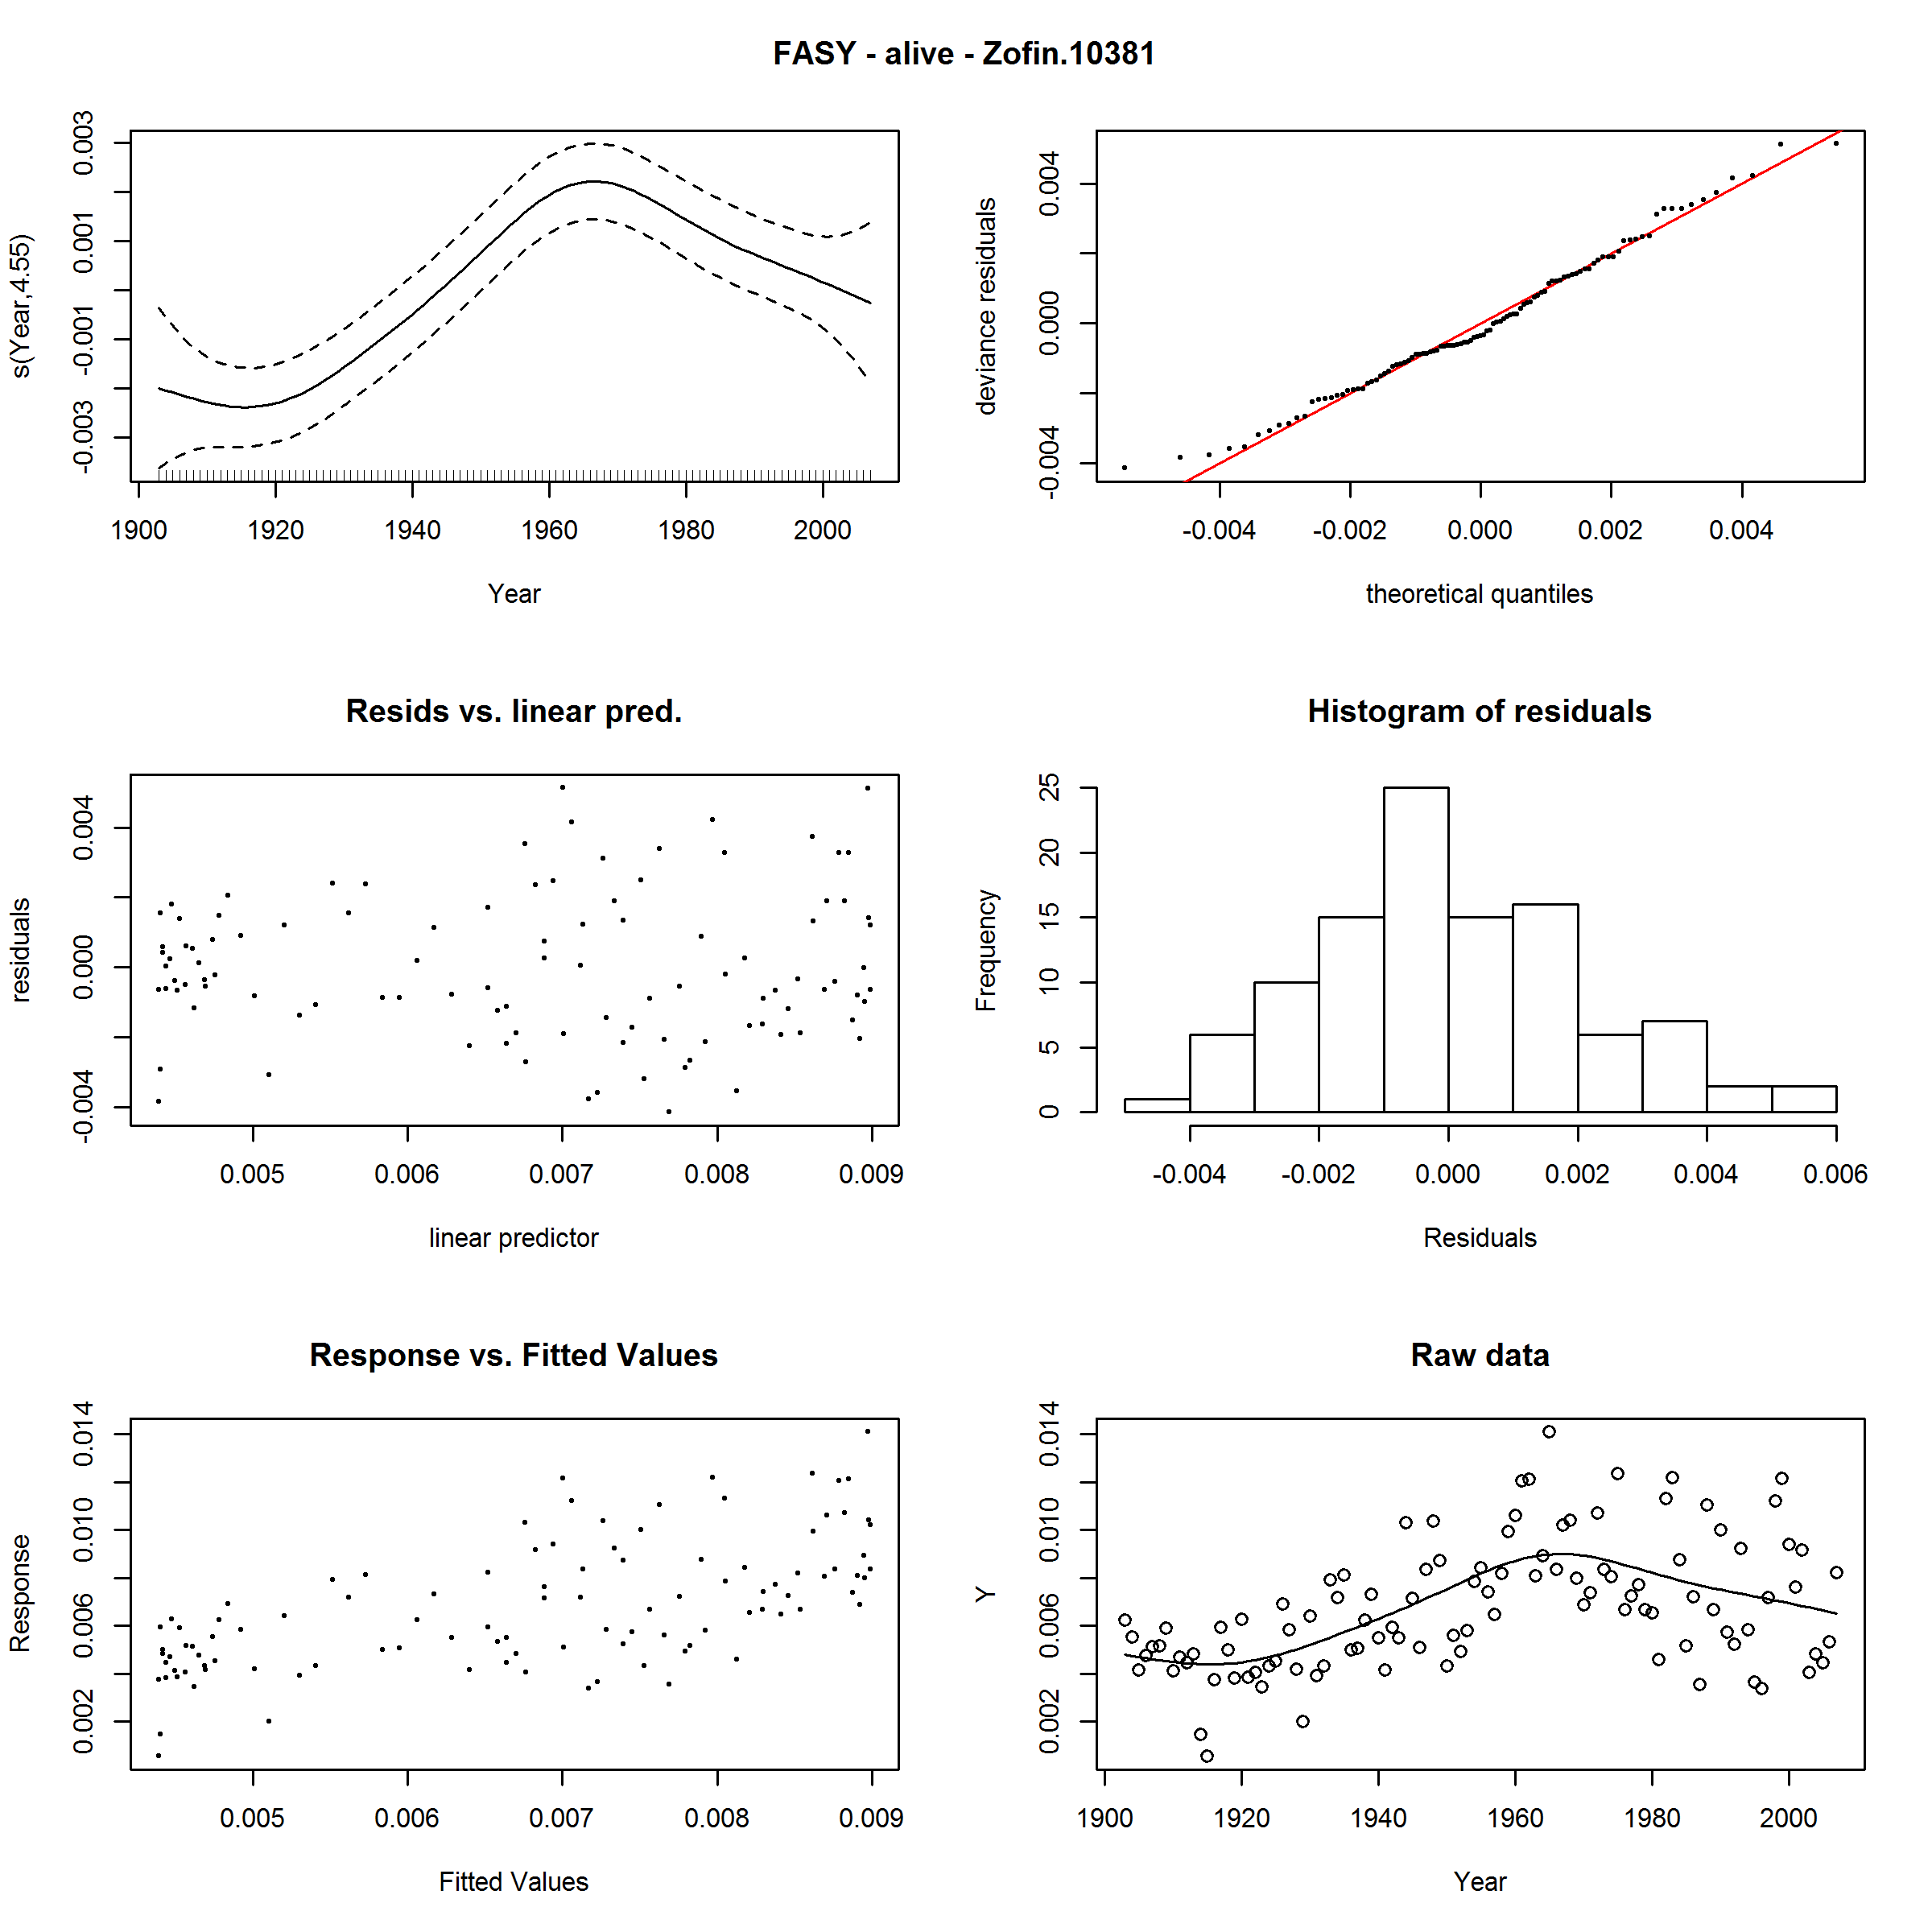 FASY - alive - Zofin.10381
s(Year,4.55)
-0.003 -0.001 0.001 0.003
1900 1920 1940 1960 1980 2000
Year
deviance residuals
-0.004 0.000 0.004
-0.004 -0.002 0.000 0.002 0.004
theoretical quantiles
Resids vs. linear pred.
residuals
-0.004 0.000 0.004
0.005 0.006 0.007 0.008 0.009
linear predictor
Histogram of residuals
Frequency
0 5 10 15 20 25
-0.004 -0.002 0.000 0.002 0.004 0.006
Residuals
Response vs. Fitted Values
Response
0.002 0.006 0.010 0.014
0.005 0.006 0.007 0.008 0.009
Fitted Values
Raw data
Y
0.002 0.006 0.010 0.014
1900 1920 1940 1960 1980 2000
Year